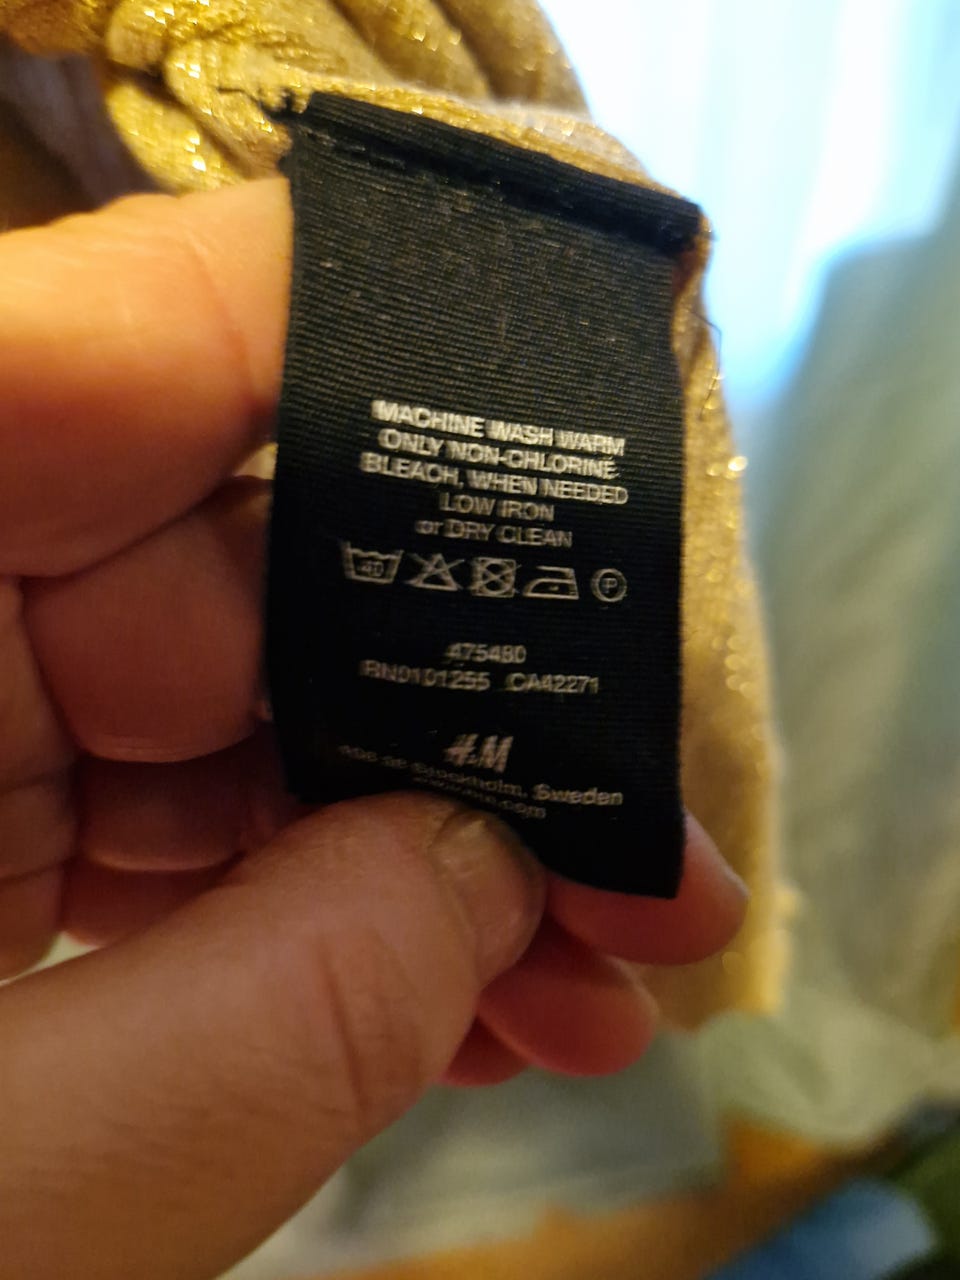 MACHINE WASH WARM
ONLY NON-CHLORINE
BLEACH, WHEN NEEDED
LOW IRON
or DRY CLEAN
40 P
475480
RN0101255 CA42271
H&M
Stockholm, Sweden